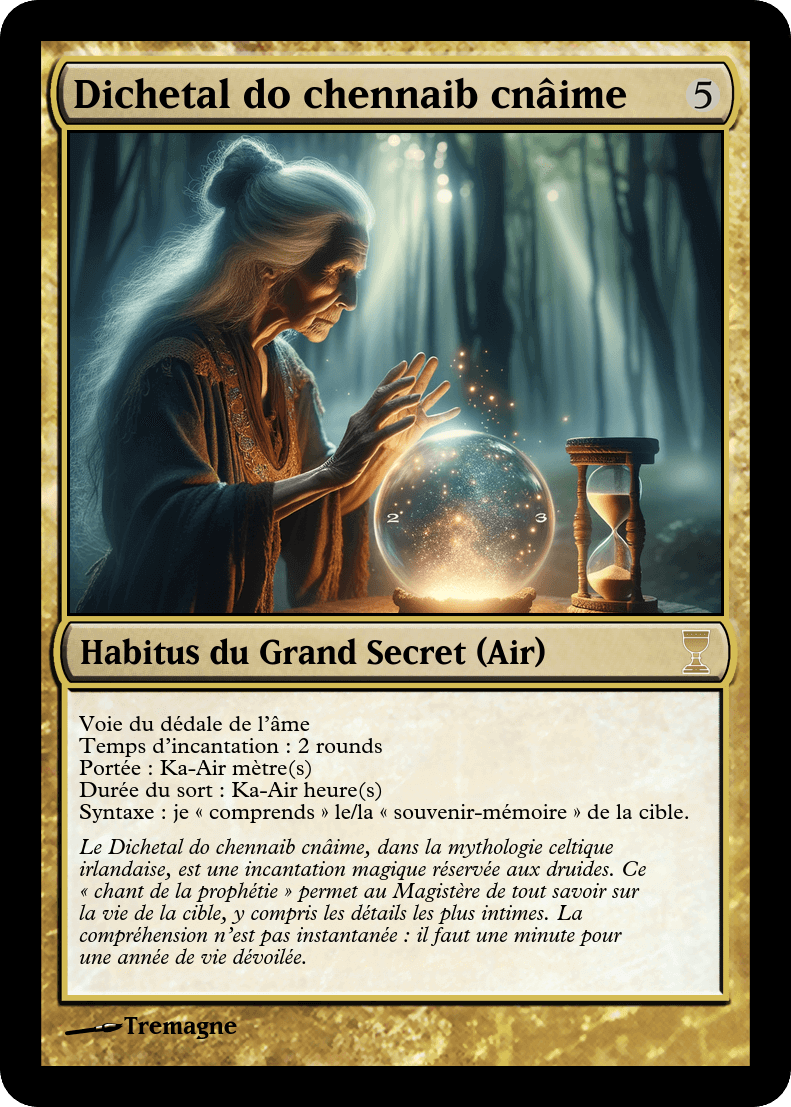 Dichetal do chennaib cnâime 5
2 3
Habitus du Grand Secret (Air)
Voie du dédale de l'âme
Temps d'incantation : 2 rounds
Portée : Ka-Air mètre(s)
Durée du sort : Ka-Air heure(s)
Syntaxe : je « comprends » le/la « souvenir-mémoire » de la cible.
Le Dichetal do chennaib cnâime, dans la mythologie celtique
irlandaise, est une incantation magique réservée aux druides. Ce
« chant de la prophétie » permet au Magistère de tout savoir sur
la vie de la cible, y compris les détails les plus intimes. La
compréhension n'est pas instantanée : il faut une minute pour
une année de vie dévoilée.
Tremagne